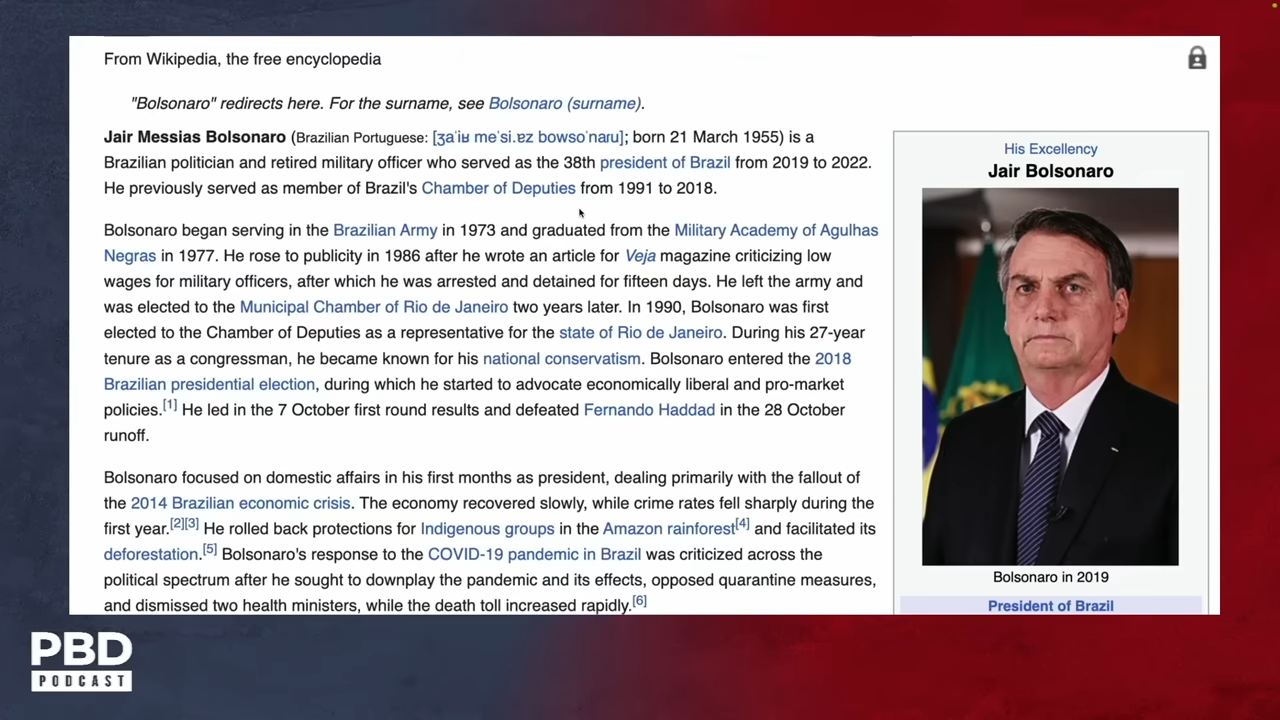 From Wikipedia, the free encyclopedia
"Bolsonaro" redirects here. For the surname, see Bolsonaro (surname).
Jair Messias Bolsonaro (Brazilian Portuguese: [ʒaˈiʁ meˈsi.ɐz bowsoˈnaɾu]; born 21 March 1955) is a
Brazilian politician and retired military officer who served as the 38th president of Brazil from 2019 to 2022.
He previously served as member of Brazil's Chamber of Deputies from 1991 to 2018.
Bolsonaro began serving in the Brazilian Army in 1973 and graduated from the Military Academy of Agulhas
Negras in 1977. He rose to publicity in 1986 after he wrote an article for Veja magazine criticizing low
wages for military officers, after which he was arrested and detained for fifteen days. He left the army and
was elected to the Municipal Chamber of Rio de Janeiro two years later. In 1990, Bolsonaro was first
elected to the Chamber of Deputies as a representative for the state of Rio de Janeiro. During his 27-year
tenure as a congressman, he became known for his national conservatism. Bolsonaro entered the 2018
Brazilian presidential election, during which he started to advocate economically liberal and pro-market
policies.[1] He led in the 7 October first round results and defeated Fernando Haddad in the 28 October
runoff.
Bolsonaro focused on domestic affairs in his first months as president, dealing primarily with the fallout of
the 2014 Brazilian economic crisis. The economy recovered slowly, while crime rates fell sharply during the
first year.[2][3] He rolled back protections for Indigenous groups in the Amazon rainforest[4] and facilitated its
deforestation.[5] Bolsonaro's response to the COVID-19 pandemic in Brazil was criticized across the
political spectrum after he sought to downplay the pandemic and its effects, opposed quarantine measures,
and dismissed two health ministers, while the death toll increased rapidly.[6]
His Excellency
Jair Bolsonaro
Bolsonaro in 2019
President of Brazil
PBD
PODCAST